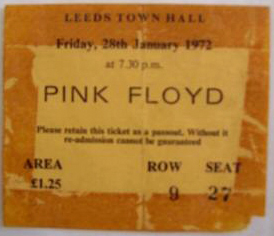 LEEDS TOWN HALL
Friday, 28th January 1972
at 7.30 p.m.
PINK FLOYD
Please retain this ticket as a passout. Without it
re-admission cannot be guaranteed
AREA ROW SEAT
£1.25 9 27